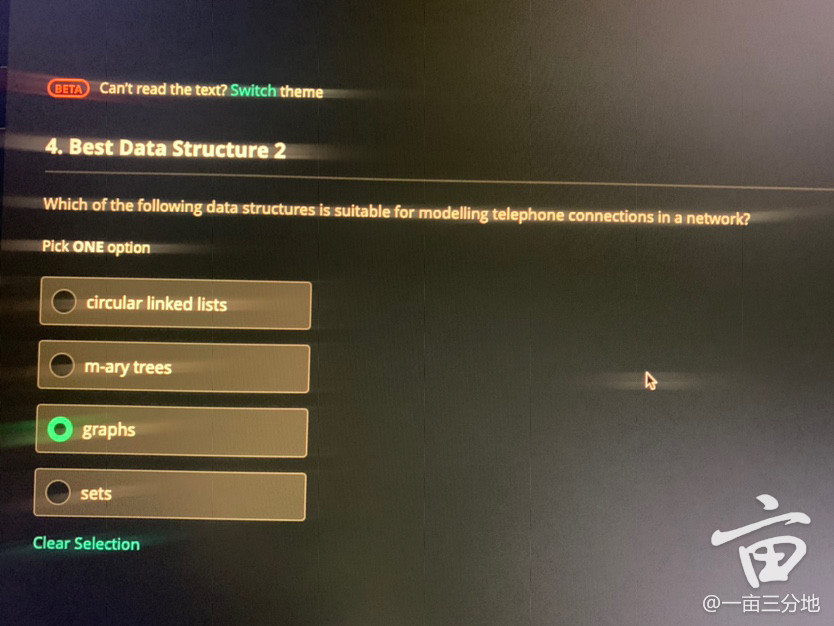 BETA Can't read the text? Switch theme
4. Best Data Structure 2
Which of the following data structures is suitable for modelling telephone connections in a network?
Pick ONE option
circular linked lists
m-ary trees
graphs
sets
Clear Selection
亩
@一亩三分地